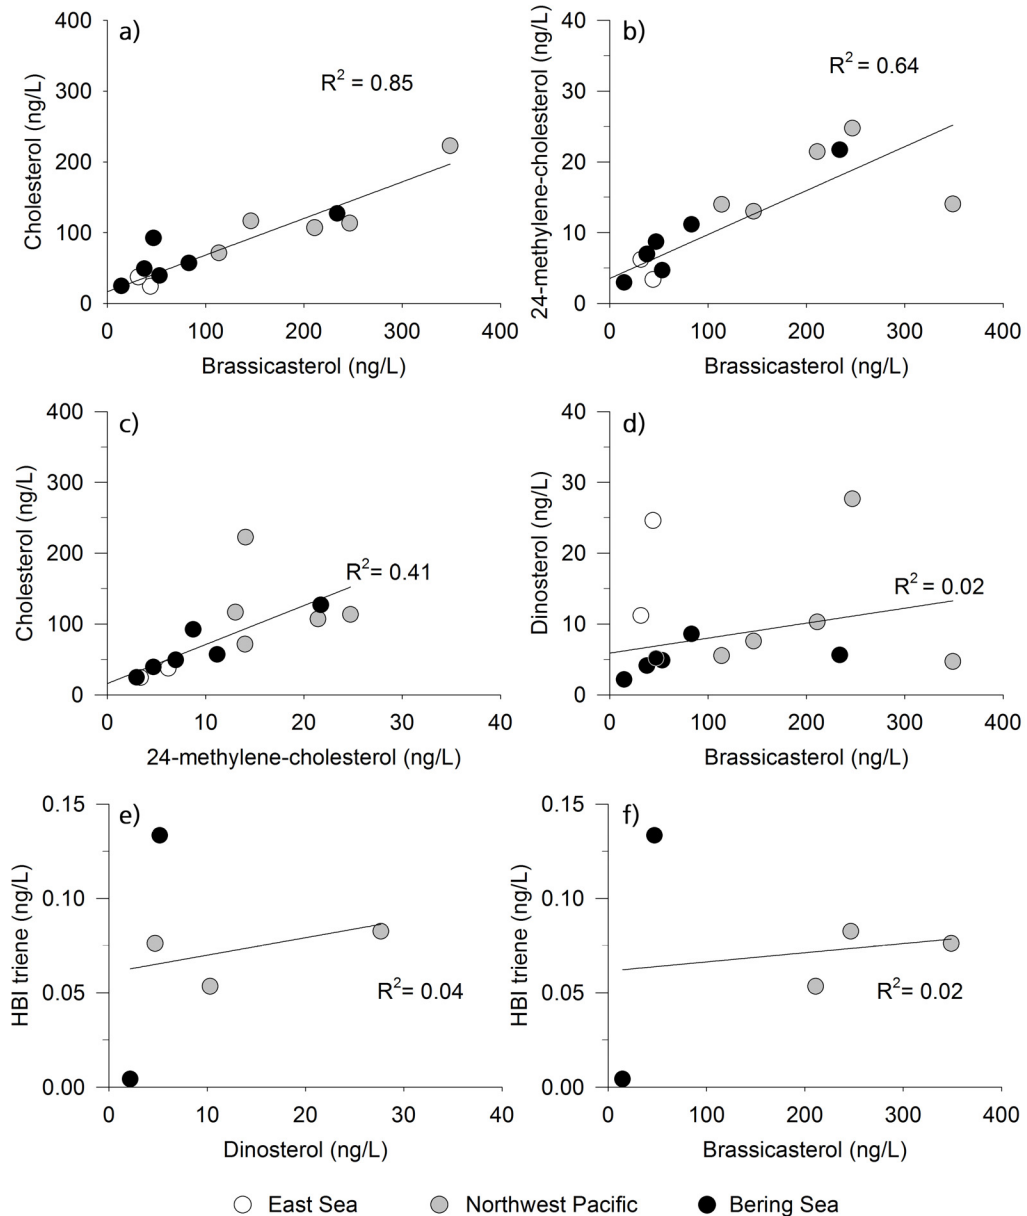 a)
R² = 0.85
Cholesterol (ng/L)
400
300
200
100
0
0 100 200 300 400
Brassicasterol (ng/L)
b)
R² = 0.64
24-methylene-cholesterol (ng/L)
40
30
20
10
0
0 100 200 300 400
Brassicasterol (ng/L)
c)
R²= 0.41
Cholesterol (ng/L)
400
300
200
100
0
0 10 20 30 40
24-methylene-cholesterol (ng/L)
d)
R² = 0.02
Dinosterol (ng/L)
40
30
20
10
0
0 100 200 300 400
Brassicasterol (ng/L)
e)
R²= 0.04
HBI triene (ng/L)
0.15
0.10
0.05
0.00
0 10 20 30 40
Dinosterol (ng/L)
f)
R²= 0.02
HBI triene (ng/L)
0.15
0.10
0.05
0.00
0 100 200 300 400
Brassicasterol (ng/L)
East Sea Northwest Pacific Bering Sea